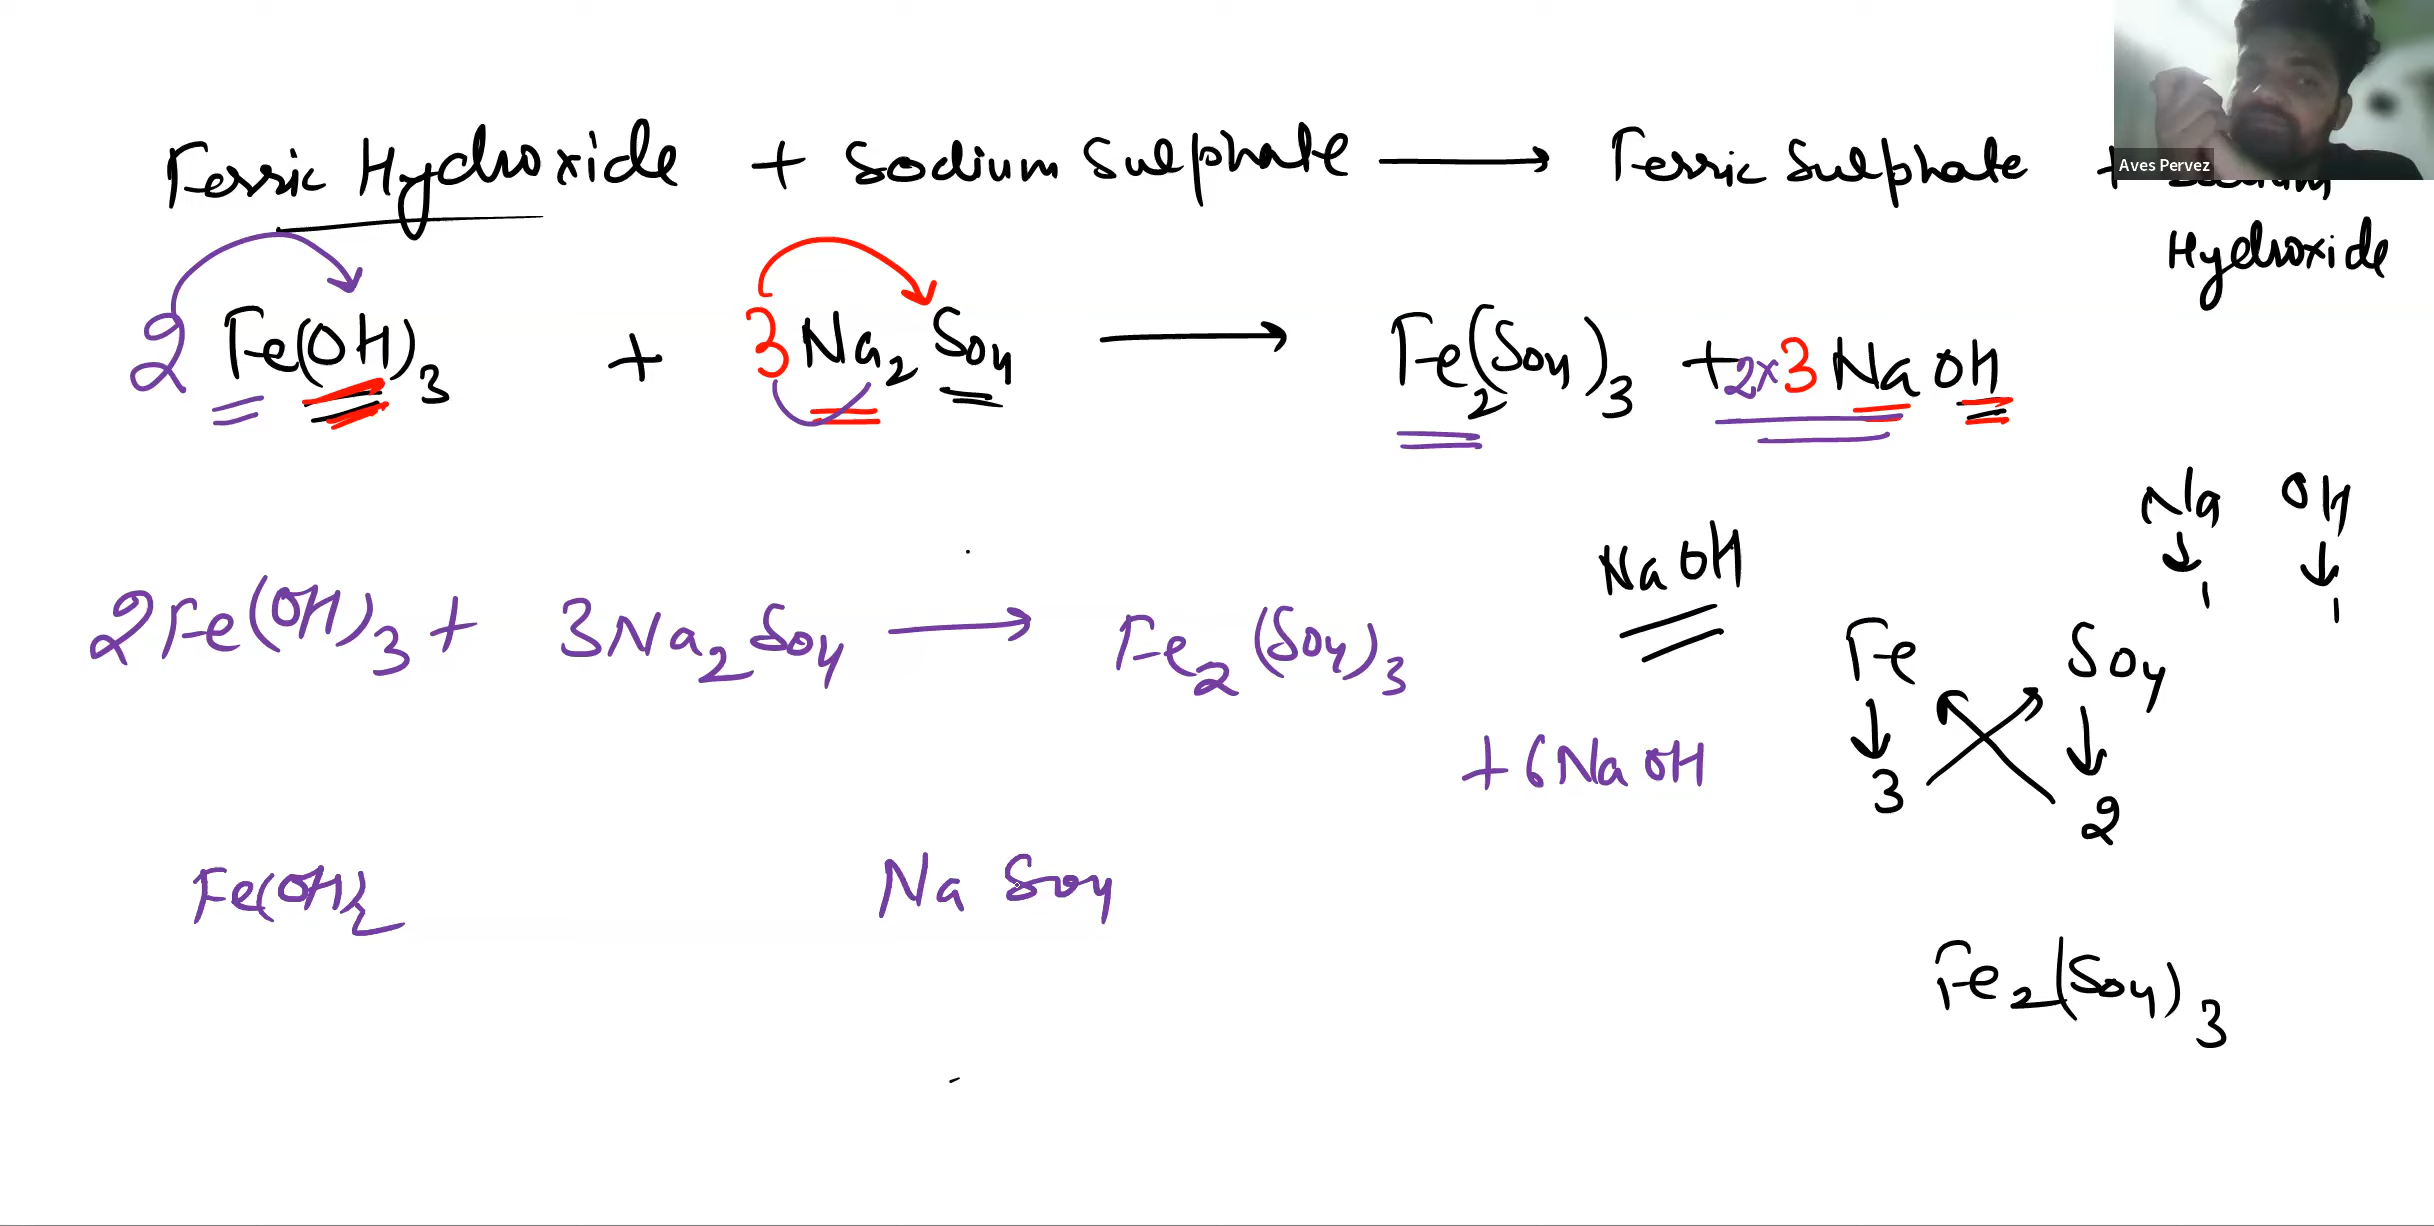 Ferric Hydroxide + Sodium Sulphate → Ferric Sulphate +
Hydroxide
Aves Pervez
2 Fe(OH)3 + 3 Na2 SO4 → Fe2(SO4)3 + 2×3 NaOH
Na OH
↓ ↓
1 1
NaOH
2Fe(OH)3 + 3Na2SO4 → Fe2(SO4)3
+ 6NaOH
Fe SO4
↓ ↓
3 2
Fe(OH)2 Na SO4
Fe2(SO4)3